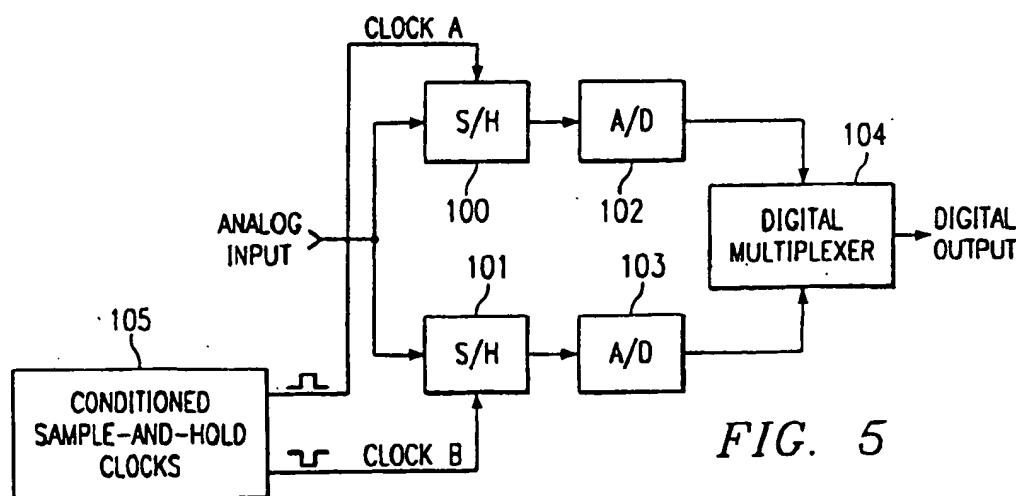 CLOCK A
S/H
A/D
100
102
104
ANALOG
INPUT
DIGITAL
MULTIPLEXER
DIGITAL
OUTPUT
101
103
S/H
A/D
105
CONDITIONED
SAMPLE-AND-HOLD
CLOCKS
CLOCK B
FIG. 5